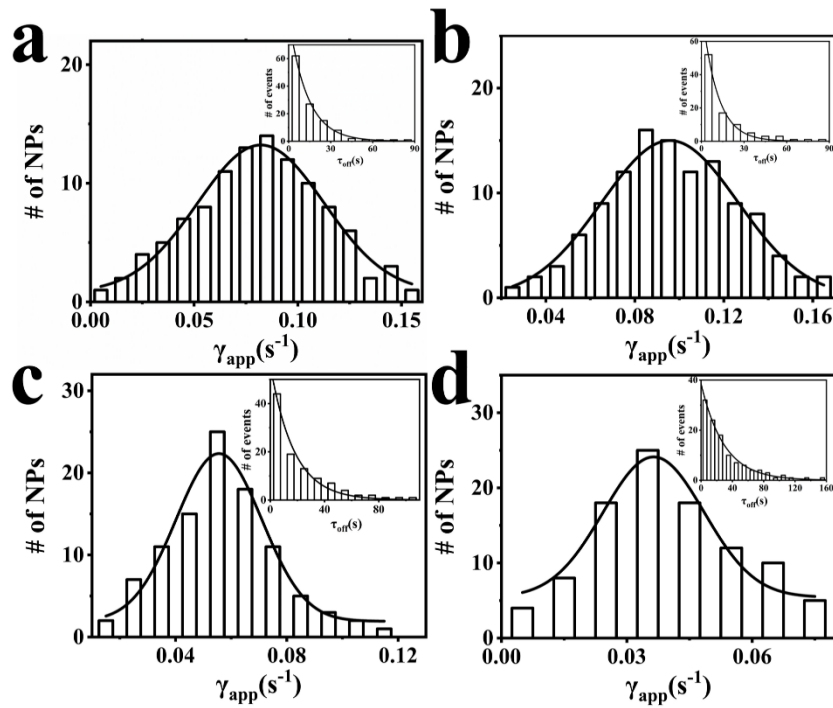 a
20
10
0
# of NPs
0.00 0.05 0.10 0.15
γapp(s-1)
60
40
20
0
# of events
0 30 60 90
τoff(s)
b
20
10
0
# of NPs
0.04 0.08 0.12 0.16
γapp(s-1)
60
40
20
0
# of events
0 30 60 90
τoff(s)
c
30
20
10
0
# of NPs
0.04 0.08 0.12
γapp(s-1)
40
20
0
# of events
0 40 80
τoff(s)
d
30
20
10
0
# of NPs
0.00 0.03 0.06
γapp(s-1)
40
20
0
# of events
0 40 80 120 160
τoff(s)